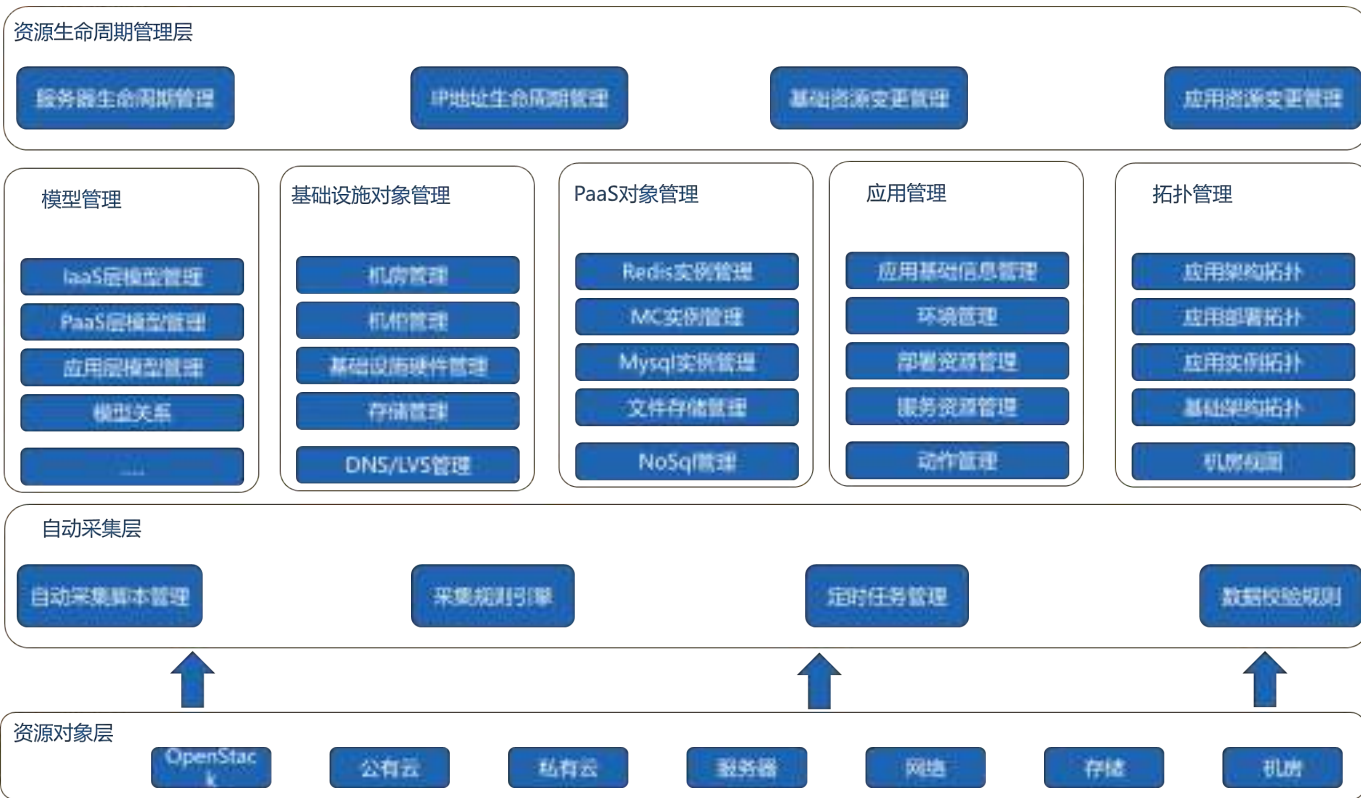 资源生命周期管理层
服务器生命周期管理
IP地址生命周期管理
基础资源变更管理
应用资源变更管理
模型管理
IaaS层模型管理
PaaS层模型管理
应用层模型管理
模型关系
.....
基础设施对象管理
机房管理
机柜管理
基础设施硬件管理
存储管理
DNS/LVS管理
PaaS对象管理
Redis实例管理
MC实例管理
Mysql实例管理
文件存储管理
NoSql管理
应用管理
应用基础信息管理
环境管理
部署资源管理
服务资源管理
动作管理
拓扑管理
应用架构拓扑
应用部署拓扑
应用实例拓扑
基础架构拓扑
机房视图
自动采集层
自动采集脚本管理
采集规则引擎
定时任务管理
数据校验规则
资源对象层
OpenStac
k
公有云
私有云
服务器
网络
存储
机房